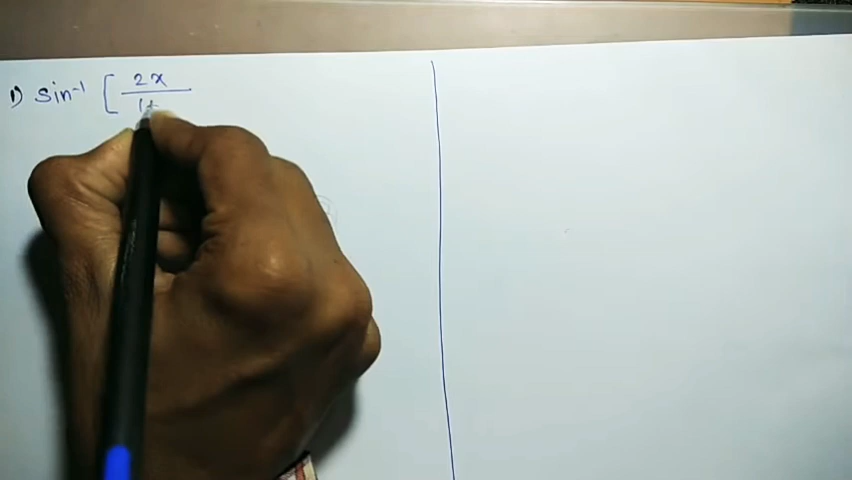 1) sin⁻¹ [ 2x / 1+